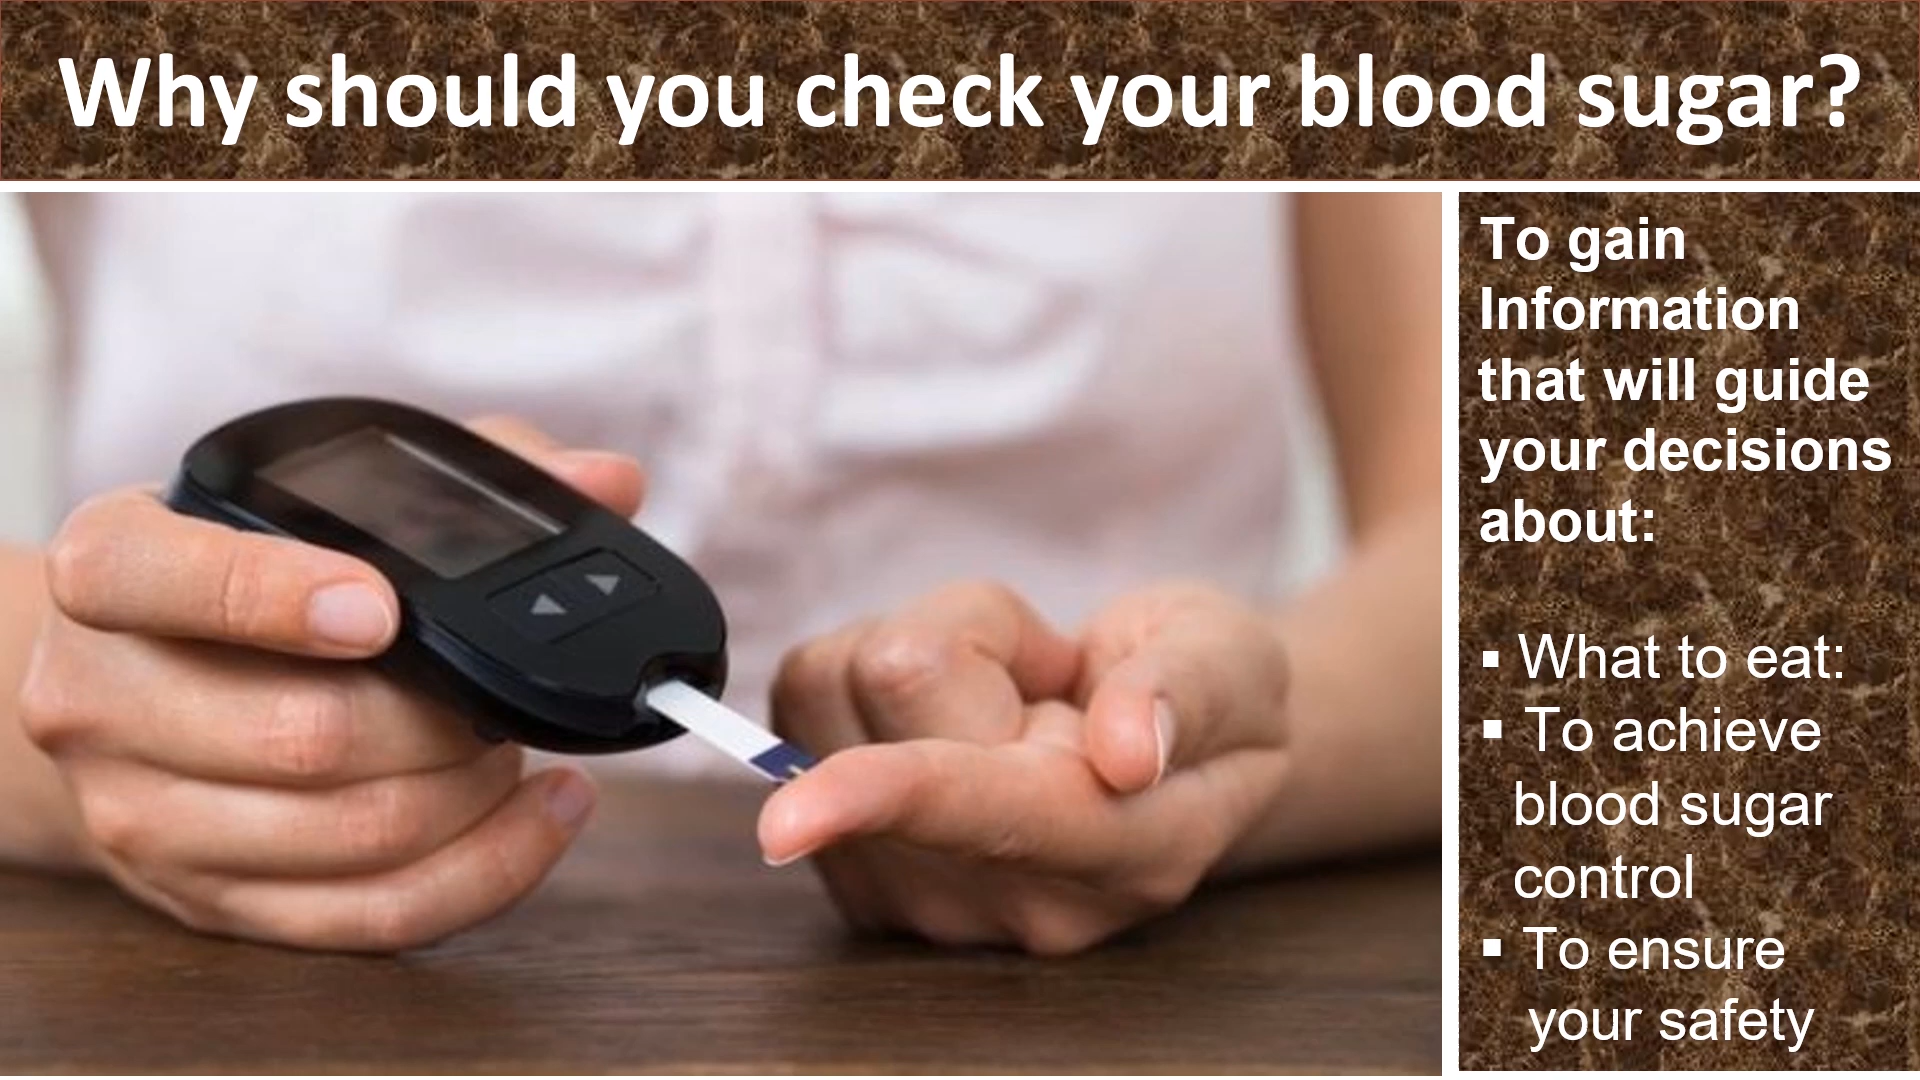 Why should you check your blood sugar?
To gain
Information
that will guide
your decisions
about:
▪ What to eat:
▪ To achieve
blood sugar
control
▪ To ensure
your safety